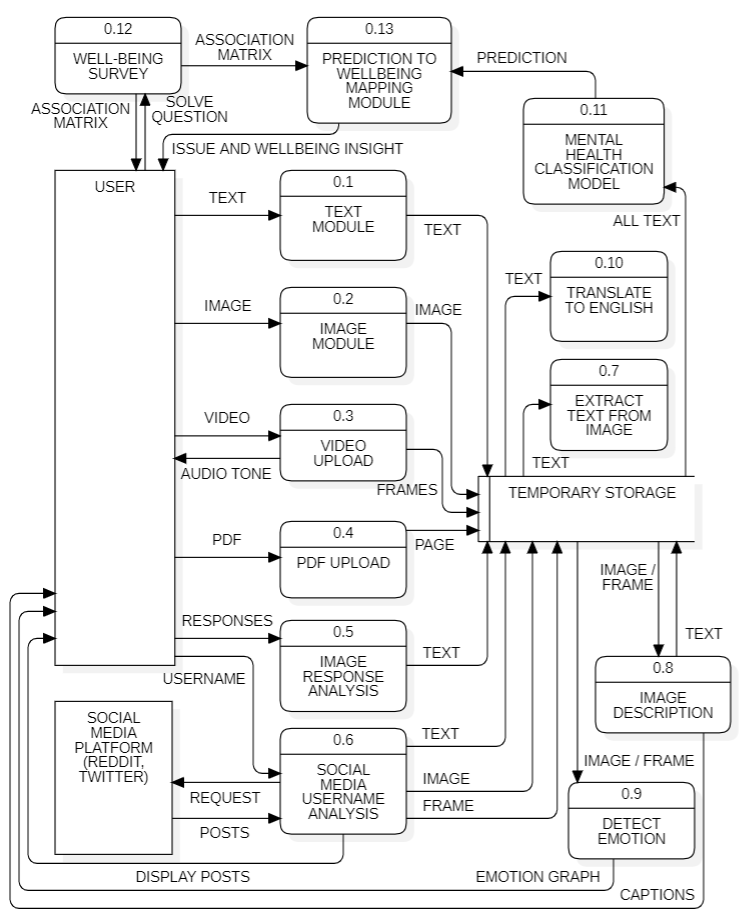 0.12
WELL-BEING
SURVEY
ASSOCIATION
MATRIX
0.13
PREDICTION TO
WELLBEING
MAPPING
MODULE
PREDICTION
0.11
MENTAL
HEALTH
CLASSIFICATION
MODEL
ASSOCIATION
MATRIX
SOLVE
QUESTION
ISSUE AND WELLBEING INSIGHT
USER
TEXT
0.1
TEXT
MODULE
TEXT
ALL TEXT
IMAGE
0.2
IMAGE
MODULE
IMAGE
TEXT
0.10
TRANSLATE
TO ENGLISH
VIDEO
AUDIO TONE
0.3
VIDEO
UPLOAD
FRAMES
0.7
EXTRACT
TEXT FROM
IMAGE
TEXT
TEMPORARY STORAGE
PDF
0.4
PDF UPLOAD
PAGE
IMAGE /
FRAME
TEXT
RESPONSES
0.5
IMAGE
RESPONSE
ANALYSIS
TEXT
0.8
IMAGE
DESCRIPTION
USERNAME
SOCIAL
MEDIA
PLATFORM
(REDDIT,
TWITTER)
REQUEST
POSTS
0.6
SOCIAL
MEDIA
USERNAME
ANALYSIS
TEXT
IMAGE
FRAME
IMAGE / FRAME
0.9
DETECT
EMOTION
DISPLAY POSTS
EMOTION GRAPH
CAPTIONS